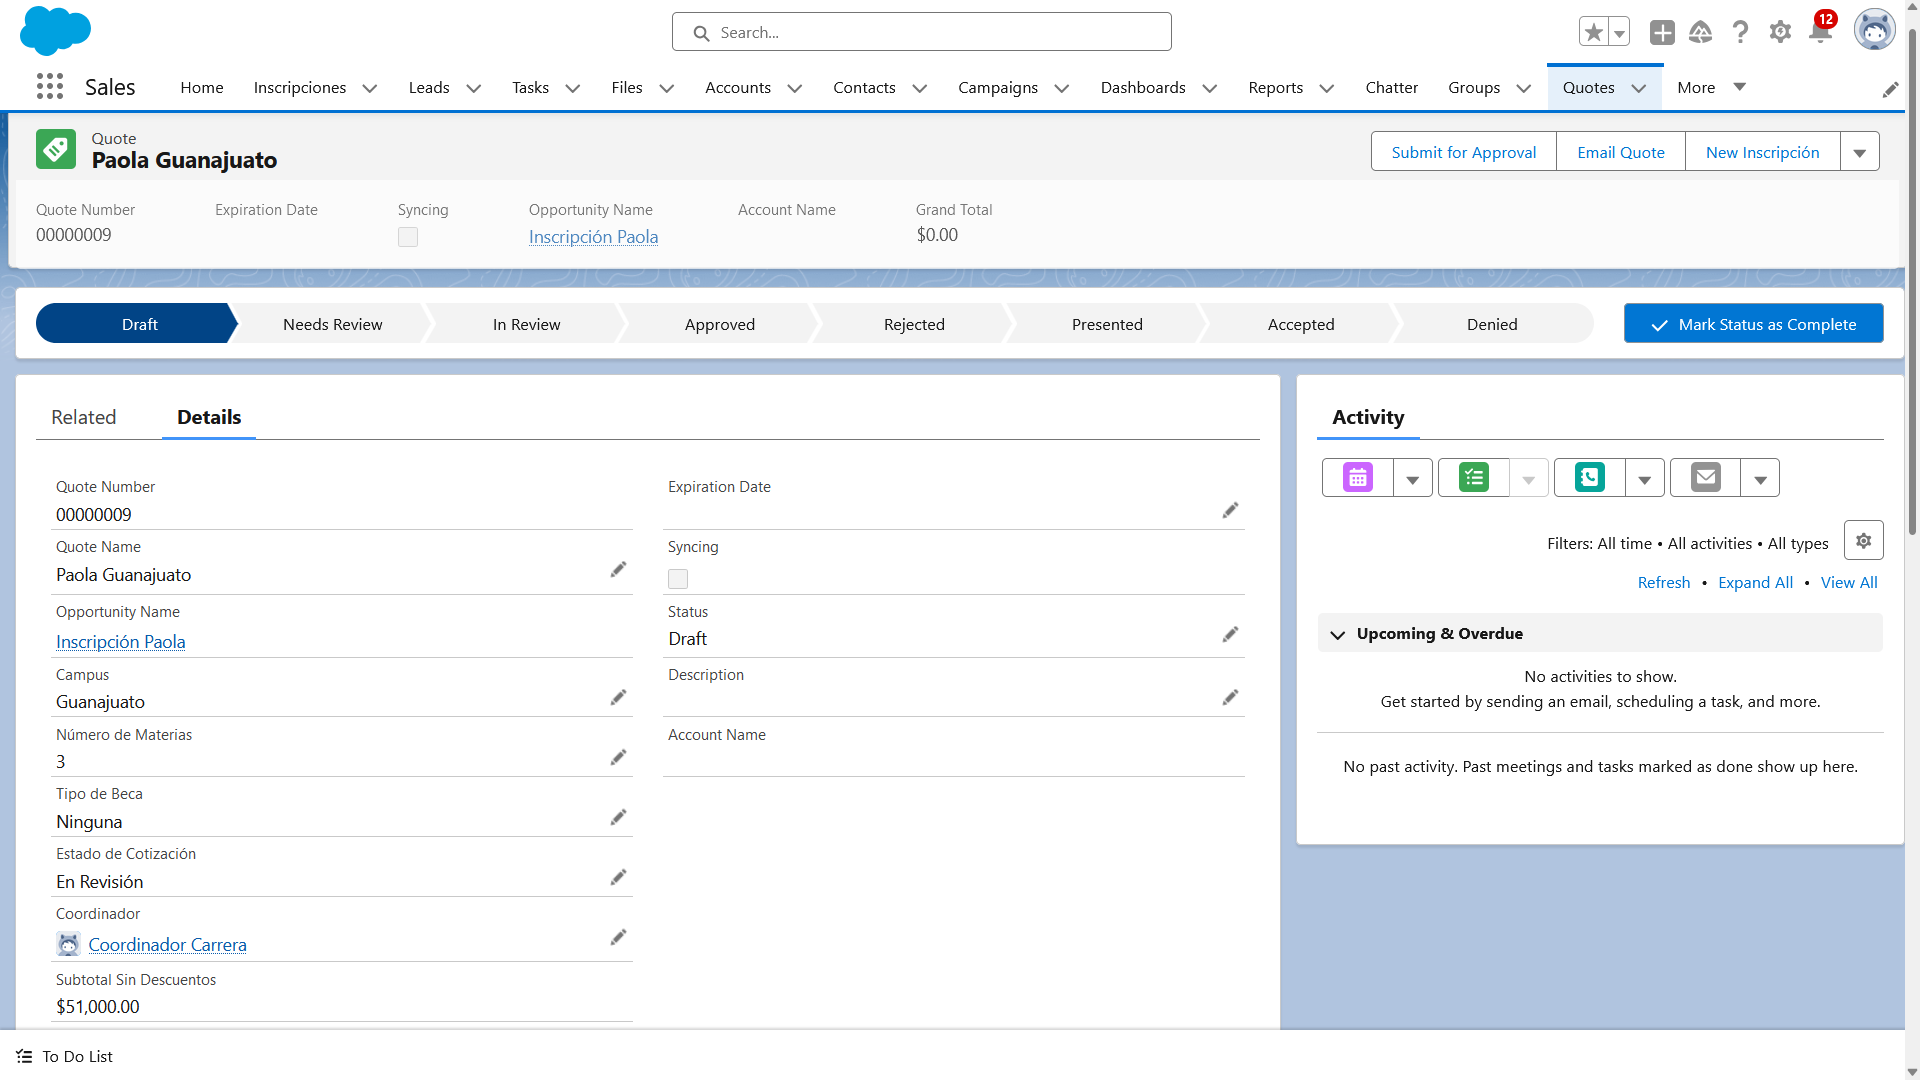 Search...
12
Sales
Home
Inscripciones
Leads
Tasks
Files
Accounts
Contacts
Campaigns
Dashboards
Reports
Chatter
Groups
Quotes
More
Quote
Paola Guanajuato
Submit for Approval
Email Quote
New Inscripción
Quote Number
00000009
Expiration Date
Syncing
Opportunity Name
Inscripción Paola
Account Name
Grand Total
$0.00
Draft
Needs Review
In Review
Approved
Rejected
Presented
Accepted
Denied
Mark Status as Complete
Related
Details
Quote Number
00000009
Quote Name
Paola Guanajuato
Opportunity Name
Inscripción Paola
Campus
Guanajuato
Número de Materias
3
Tipo de Beca
Ninguna
Estado de Cotización
En Revisión
Coordinador
Coordinador Carrera
Subtotal Sin Descuentos
$51,000.00
Expiration Date
Syncing
Status
Draft
Description
Account Name
Activity
Filters: All time • All activities • All types
Refresh • Expand All • View All
Upcoming & Overdue
No activities to show.
Get started by sending an email, scheduling a task, and more.
No past activity. Past meetings and tasks marked as done show up here.
To Do List